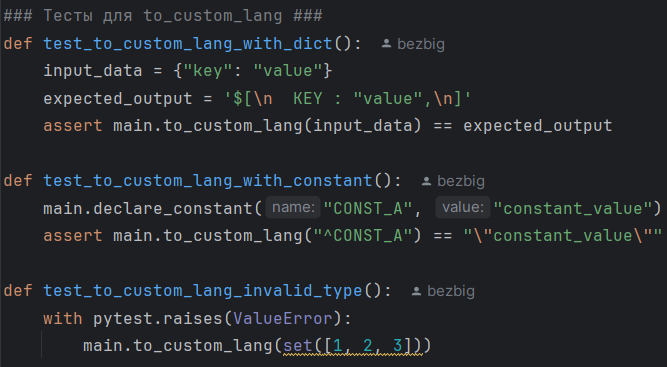 ### Тесты для to_custom_lang ###
def test_to_custom_lang_with_dict(): bezbig
    input_data = {"key": "value"}
    expected_output = '$[\n  KEY : "value",\n]'
    assert main.to_custom_lang(input_data) == expected_output
def test_to_custom_lang_with_constant(): bezbig
    main.declare_constant( name: "CONST_A", value: "constant_value")
    assert main.to_custom_lang("^CONST_A") == "\"constant_value\""
def test_to_custom_lang_invalid_type(): bezbig
    with pytest.raises(ValueError):
        main.to_custom_lang(set([1, 2, 3]))